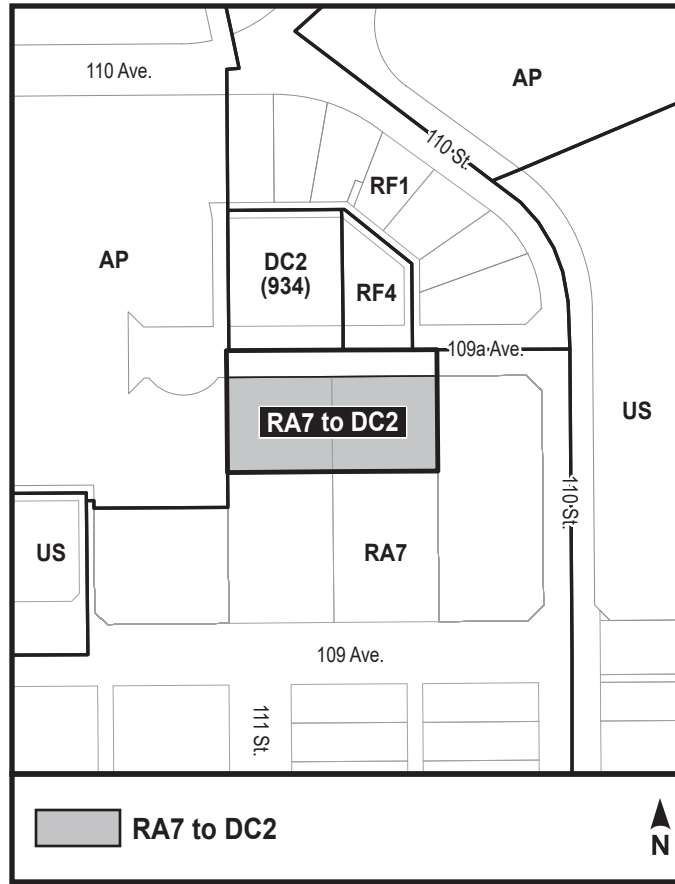 110 Ave.
AP
110 St.
RF1
AP
DC2
(934)
RF4
109a Ave.
RA7 to DC2
US
110 St.
US
RA7
109 Ave.
111 St.
RA7 to DC2
N